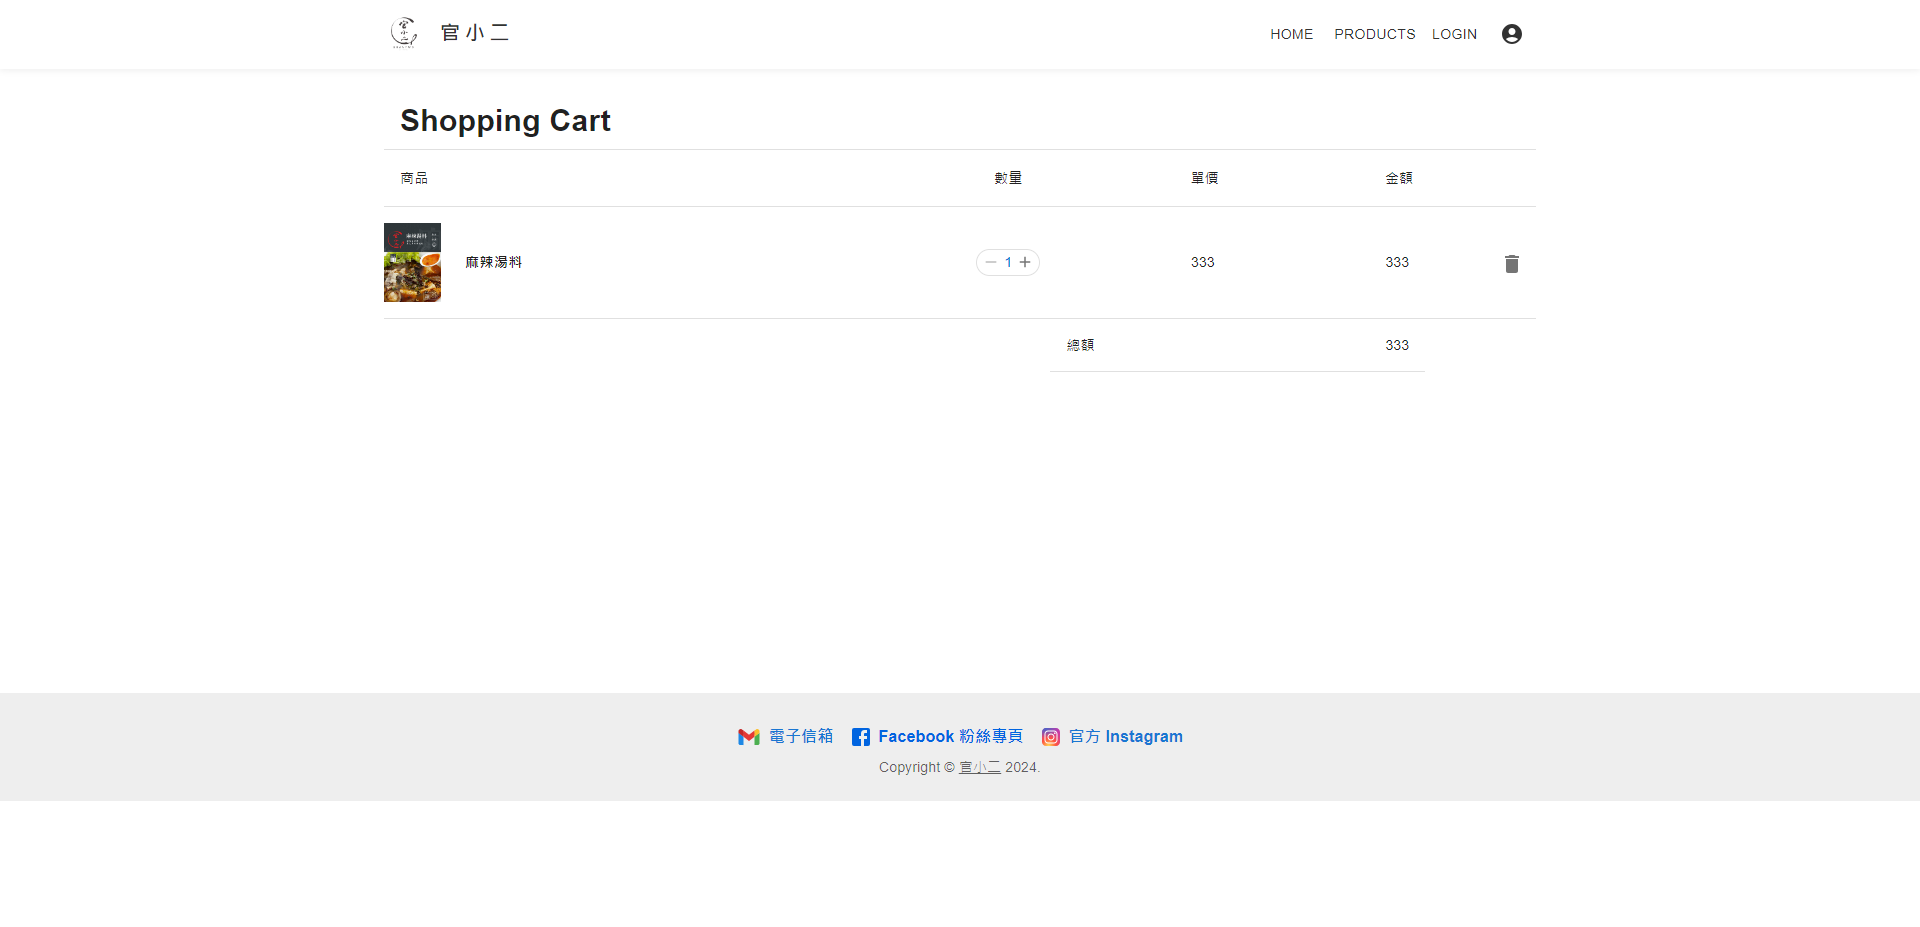 官小二
HOME PRODUCTS LOGIN
Shopping Cart
商品 數量 單價 金額
麻辣湯料 1 333 333
總額 333
電子信箱 Facebook 粉絲專頁 官方 Instagram
Copyright © 官小二 2024.